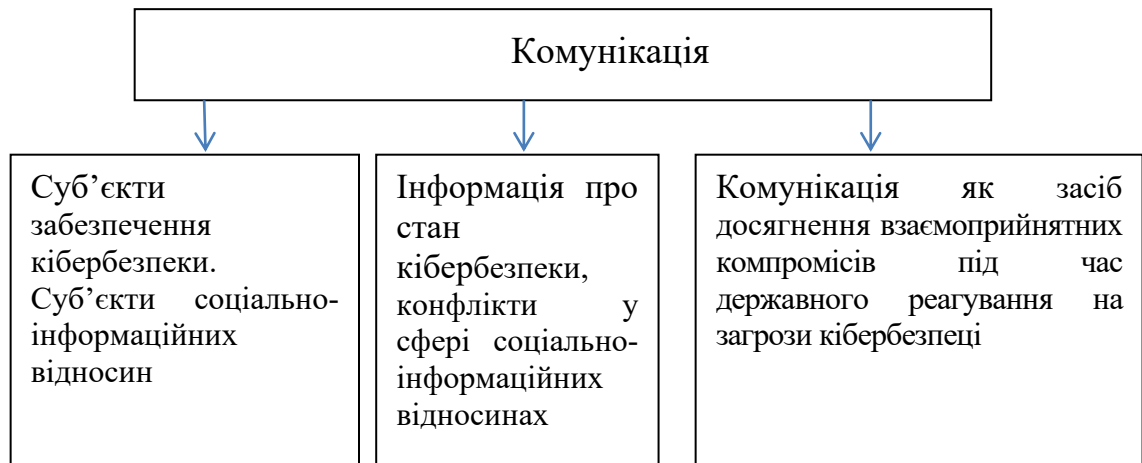 Комунікація
Суб’єкти
забезпечення
кібербезпеки.
Суб’єкти соціально-
інформаційних
відносин
Інформація про
стан
кібербезпеки,
конфлікти у
сфері соціально-
інформаційних
відносинах
Комунікація як засіб
досягнення взаємоприйнятних
компромісів під час
державного реагування на
загрози кібербезпеці